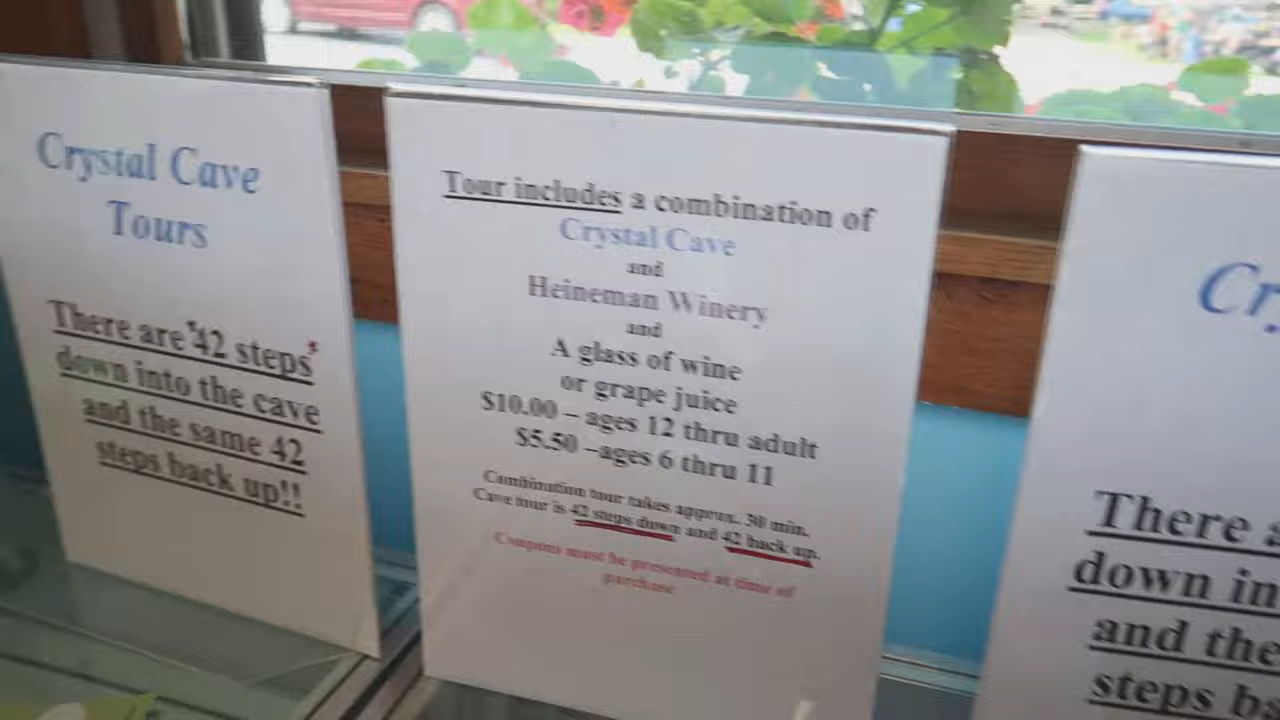 Crystal Cave
Tours
There are "42 steps"
down into the cave
and the same 42
steps back up!!
Tour includes a combination of
Crystal Cave
and
Heineman Winery
and
A glass of wine
or grape juice
$10.00 – ages 12 thru adult
$5.50 –ages 6 thru 11
Combination tour takes approx. 30 min.
Cave tour is 42 steps down and 42 back up.
Coupons must be presented at time of
purchase
Cr
There a
down in
and the
steps ba